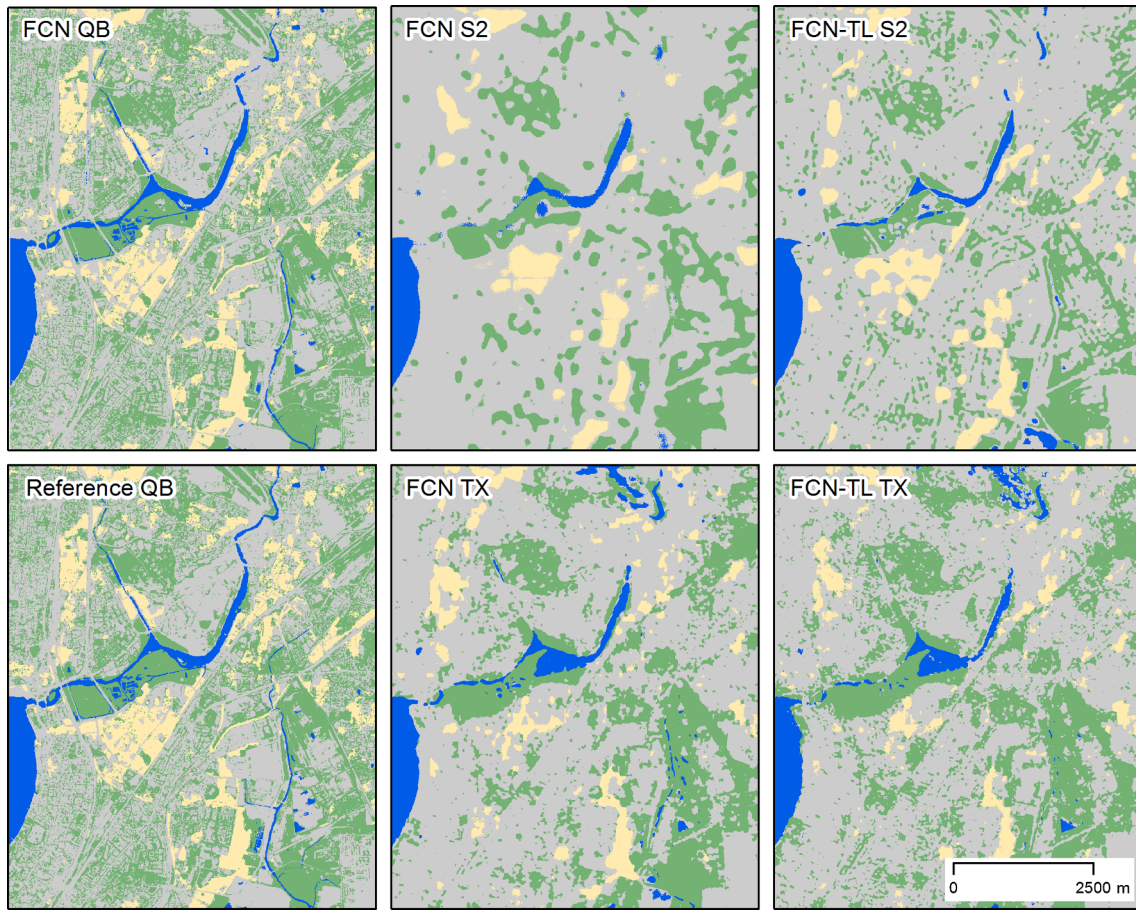 FCN QB
FCN S2
FCN-TL S2
Reference QB
FCN TX
FCN-TL TX
0 2500 m